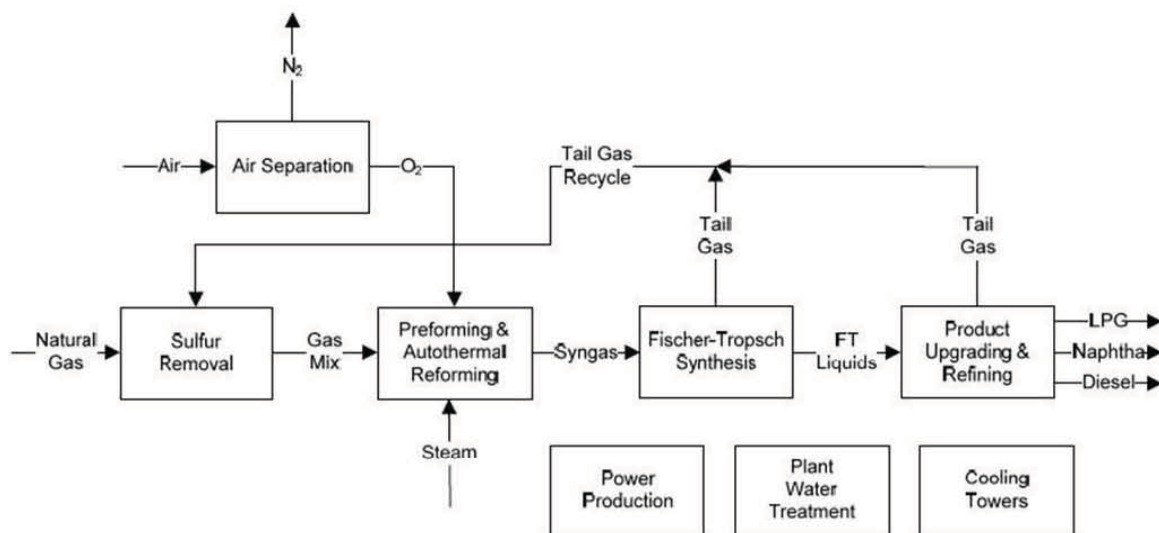 N₂
Air
Air Separation
O₂
Tail Gas
Recycle
Tail
Gas
Tail
Gas
Natural
Gas
Sulfur
Removal
Gas
Mix
Preforming &
Autothermal
Reforming
Syngas
Fischer-Tropsch
Synthesis
FT
Liquids
Product
Upgrading &
Refining
LPG
Naphtha
Diesel
Steam
Power
Production
Plant
Water
Treatment
Cooling
Towers